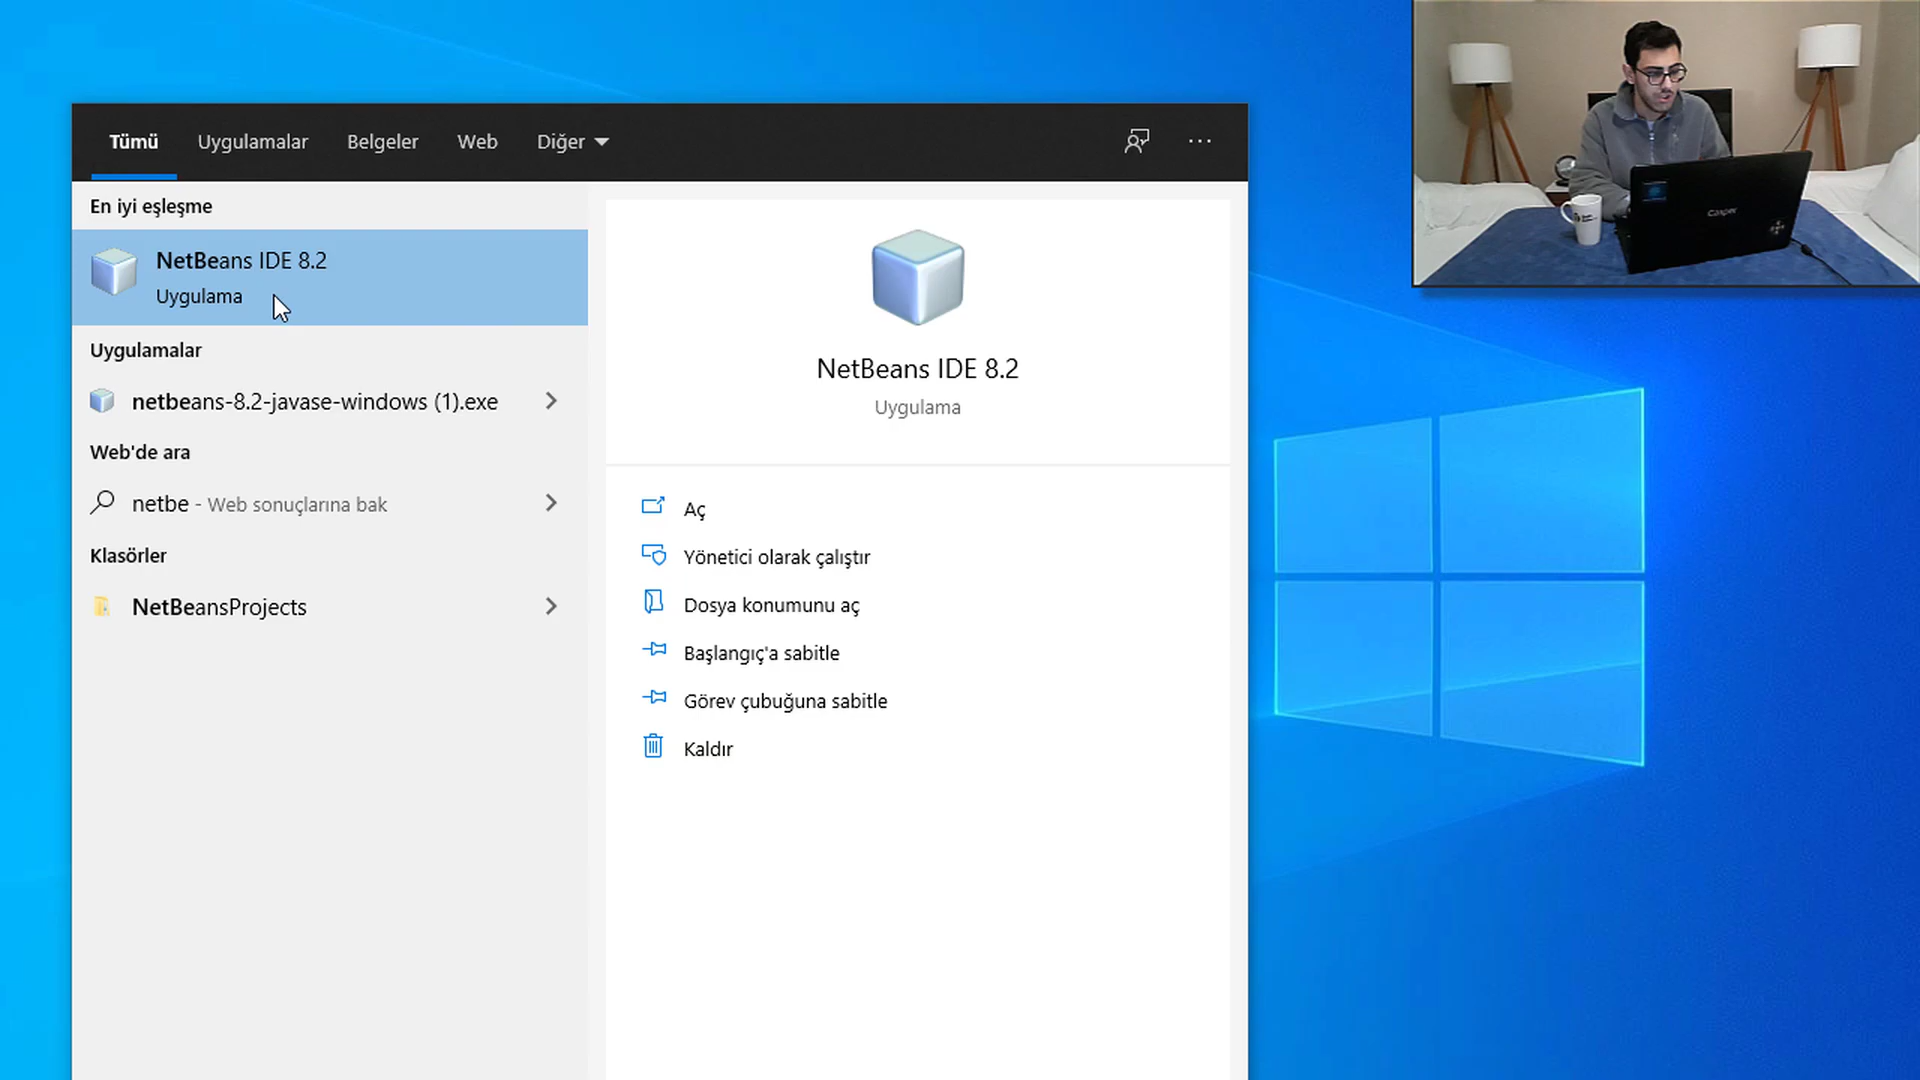 Tümü Uygulamalar Belgeler Web Diğer
En iyi eşleşme
NetBeans IDE 8.2
Uygulama
Uygulamalar
netbeans-8.2-javase-windows (1).exe
Web'de ara
netbe - Web sonuçlarına bak
Klasörler
NetBeansProjects
NetBeans IDE 8.2
Uygulama
Aç
Yönetici olarak çalıştır
Dosya konumunu aç
Başlangıç'a sabitle
Görev çubuğuna sabitle
Kaldır
Casper